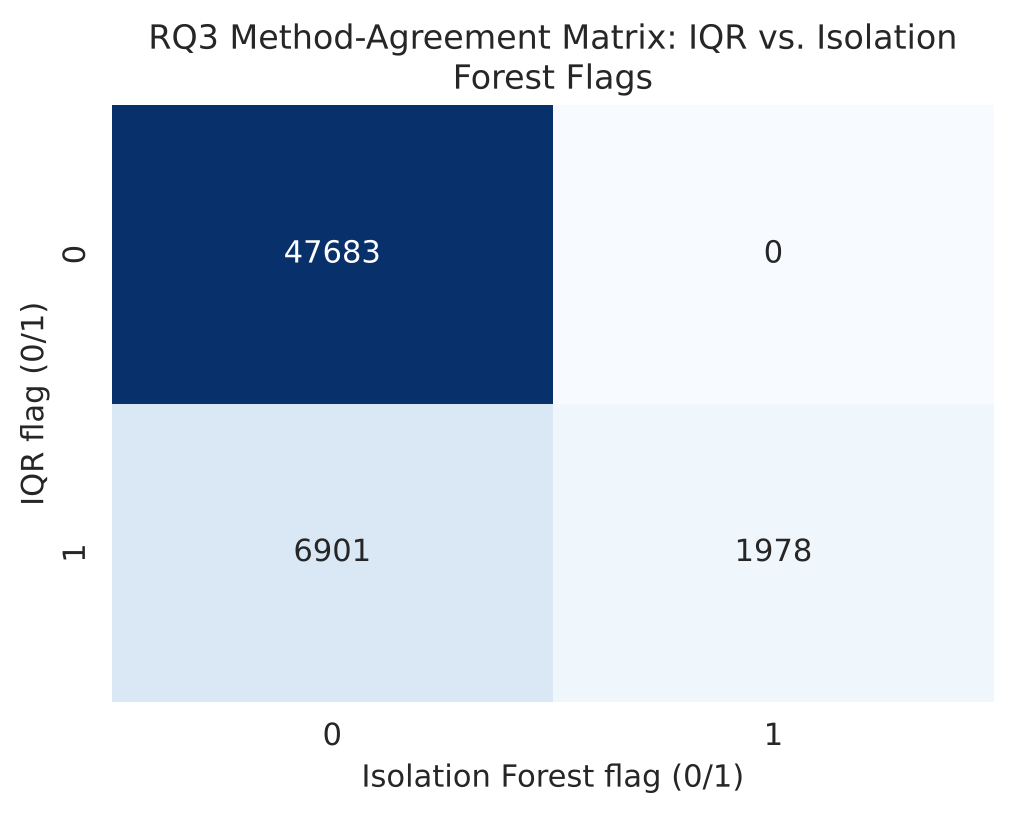 RQ3 Method-Agreement Matrix: IQR vs. Isolation
Forest Flags
IQR flag (0/1)
0
47683
0
1
6901
1978
0
1
Isolation Forest flag (0/1)